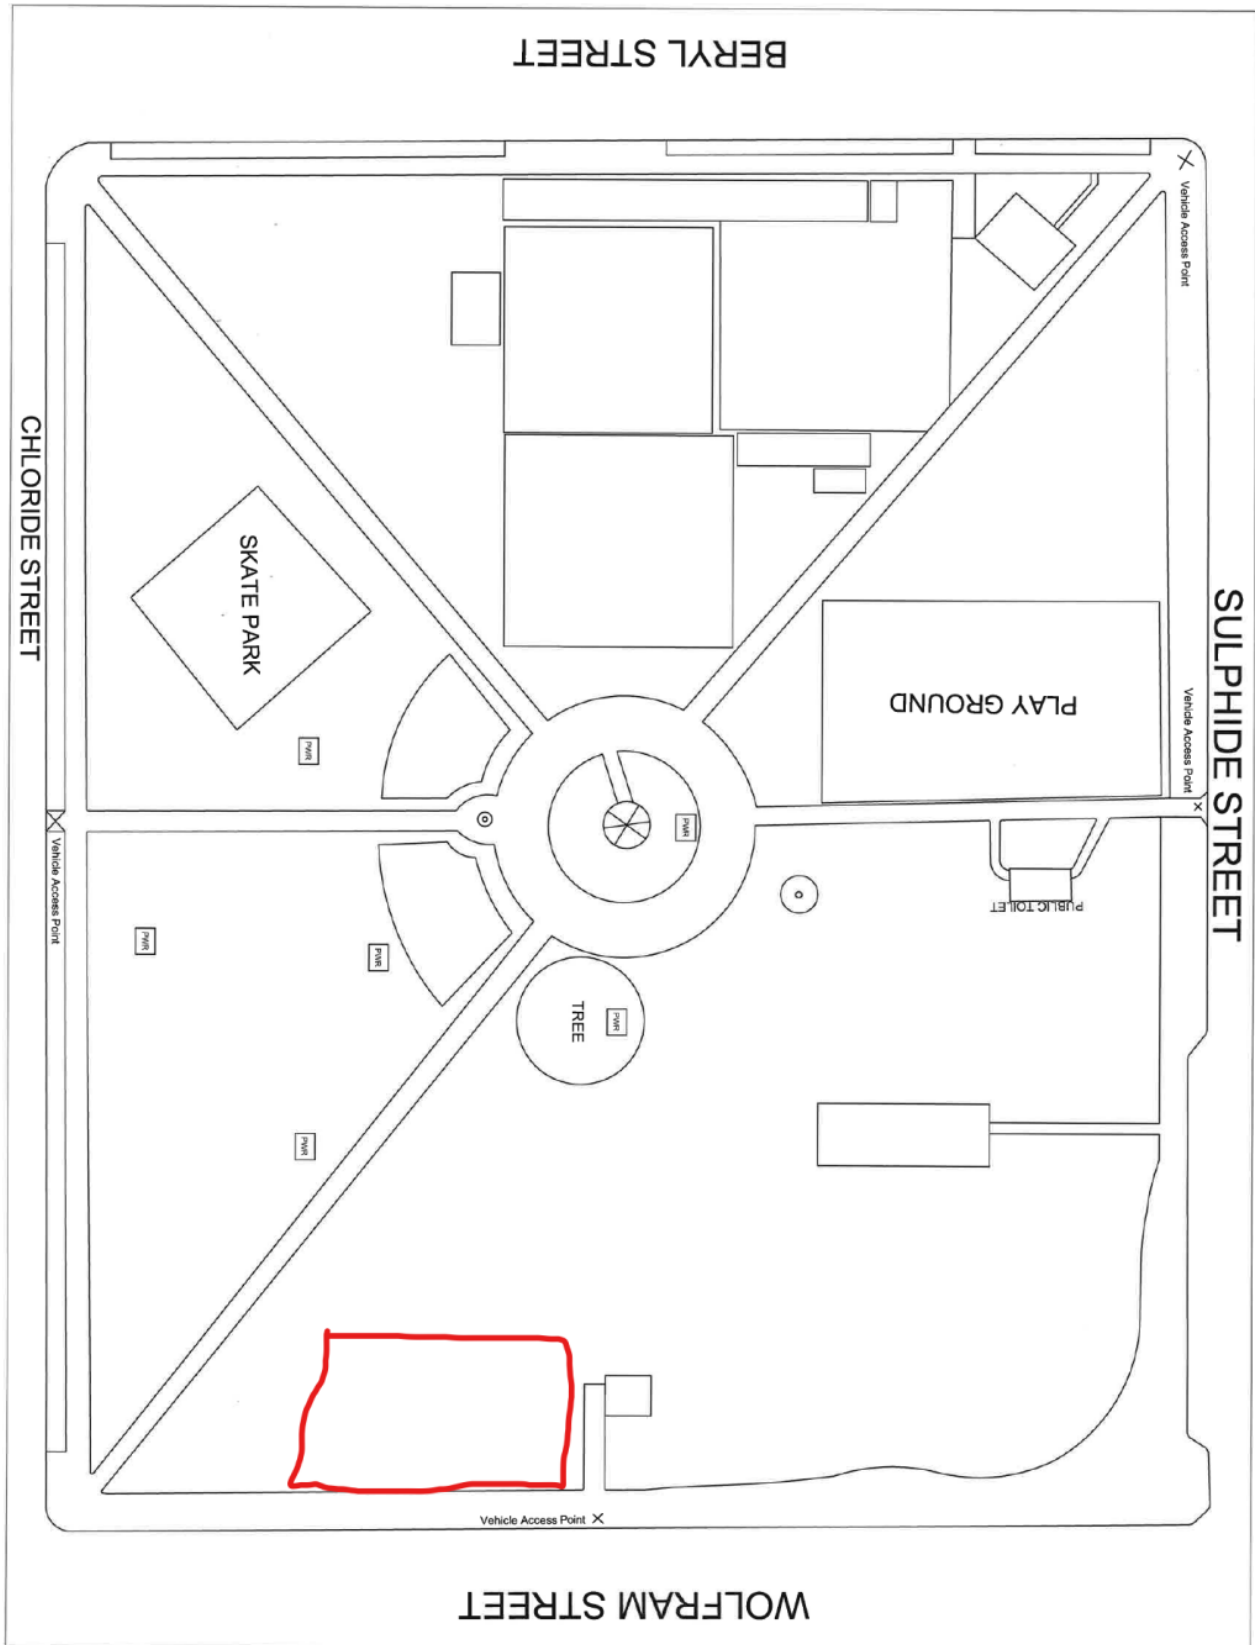 BERYL STREET
Vehicle Access Point
CHLORIDE STREET
SKATE PARK
SULPHIDE STREET
PLAY GROUND
Vehicle Access Point
PWR
PWR
Vehicle Access Point
PUBLIC TOILET
PWR
PWR
TREE
PWR
PWR
Vehicle Access Point
WOLFRAM STREET